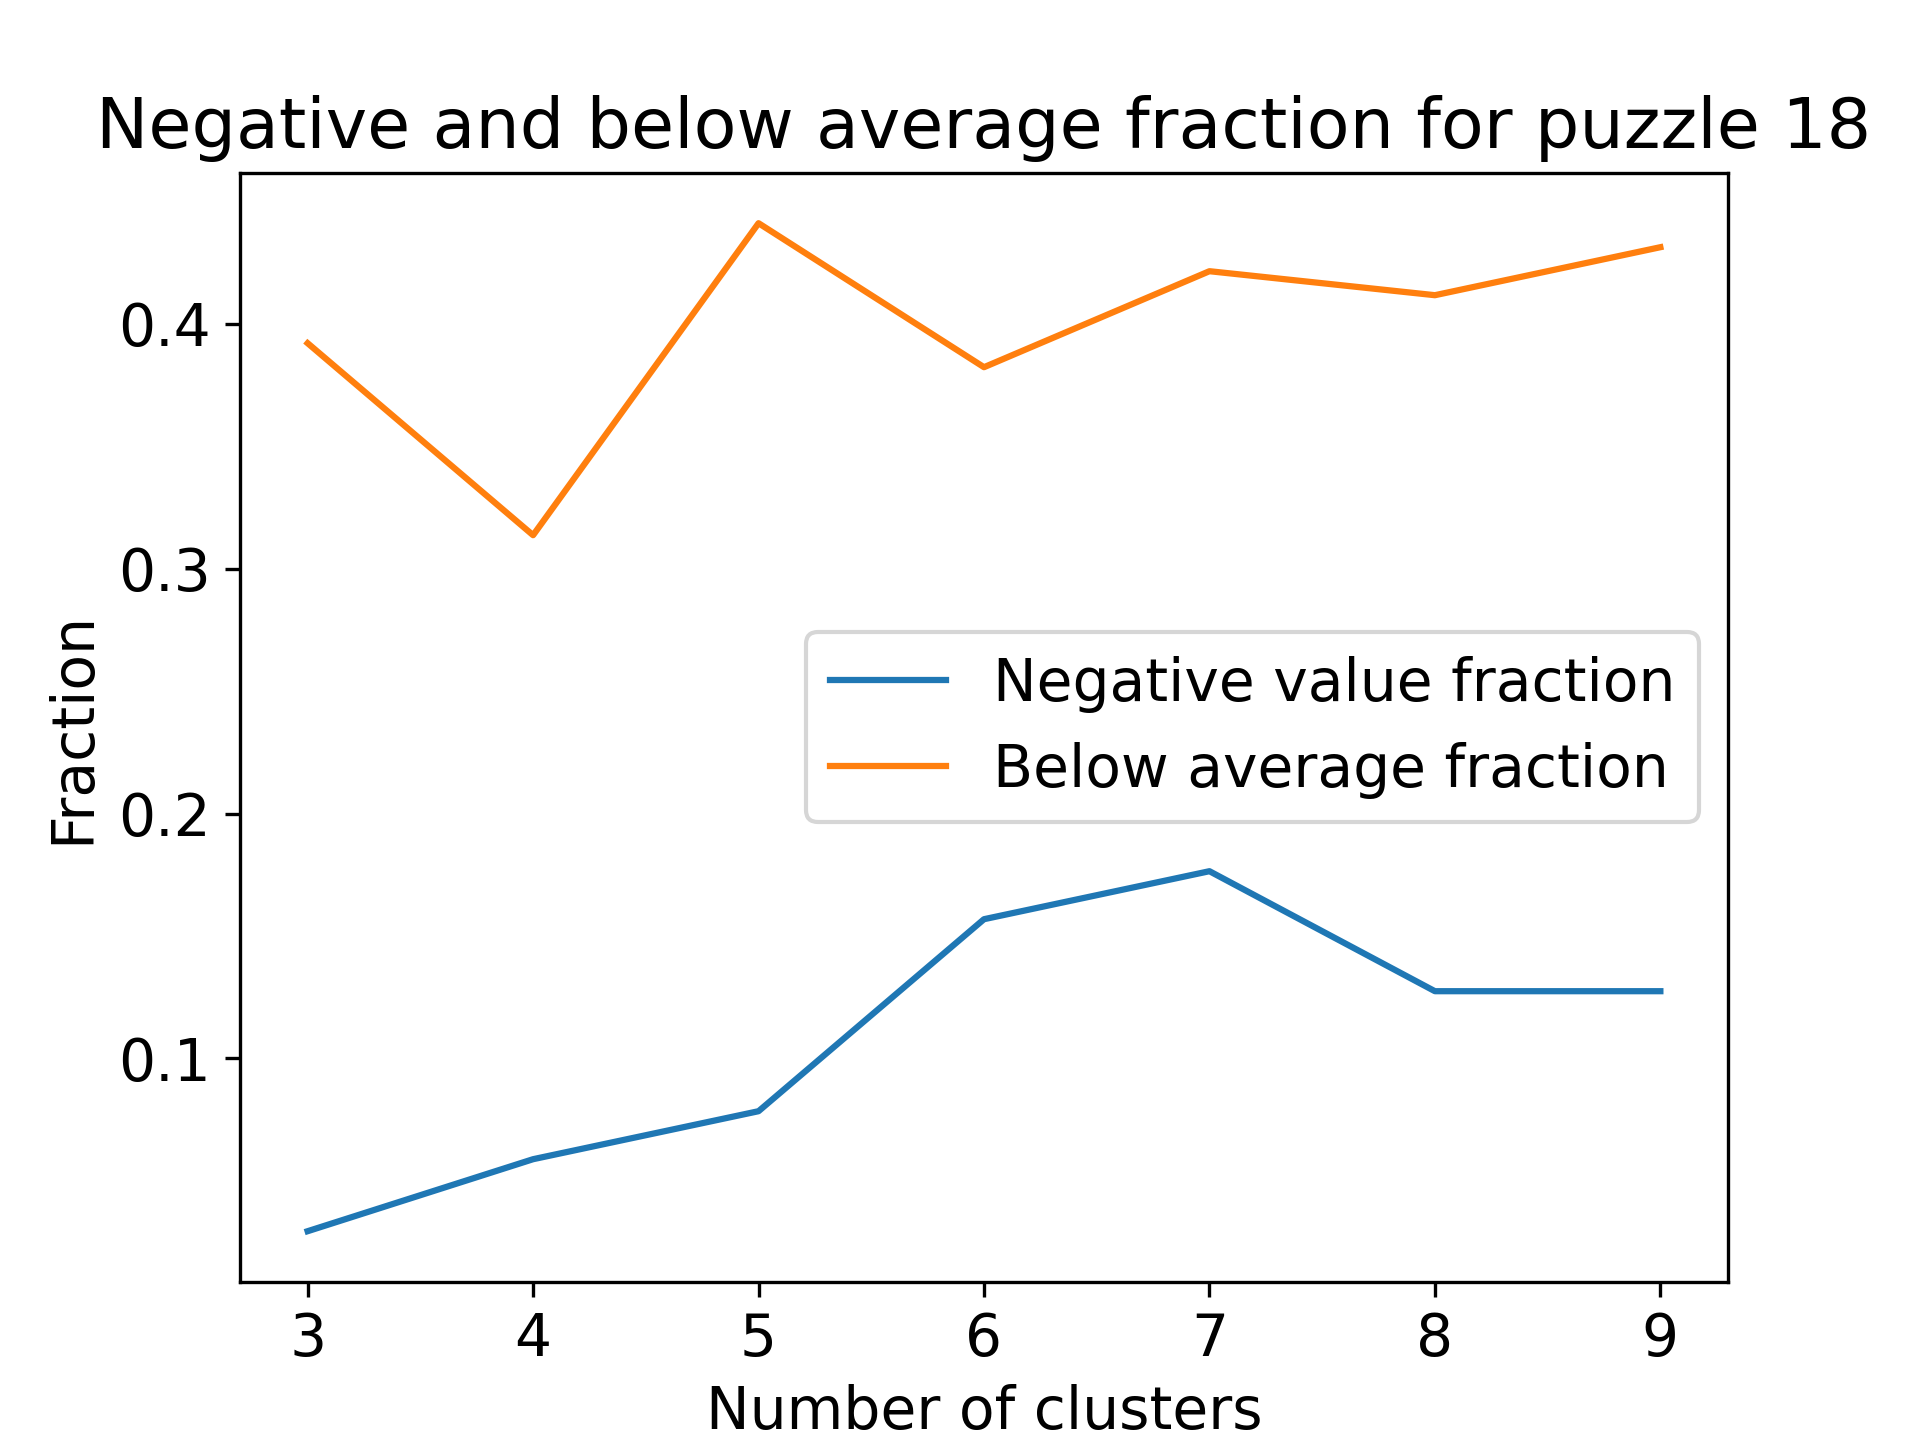 Negative and below average fraction for puzzle 18
0.4
0.3
0.2
0.1
Fraction
Negative value fraction
Below average fraction
3 4 5 6 7 8 9
Number of clusters